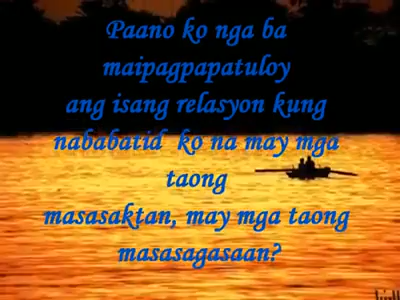 Paano ko nga ba
maipagpapatuloy
ang isang relasyon kung
nababatid ko na may mga
taong
masasaktan, may mga taong
masasagasaan?